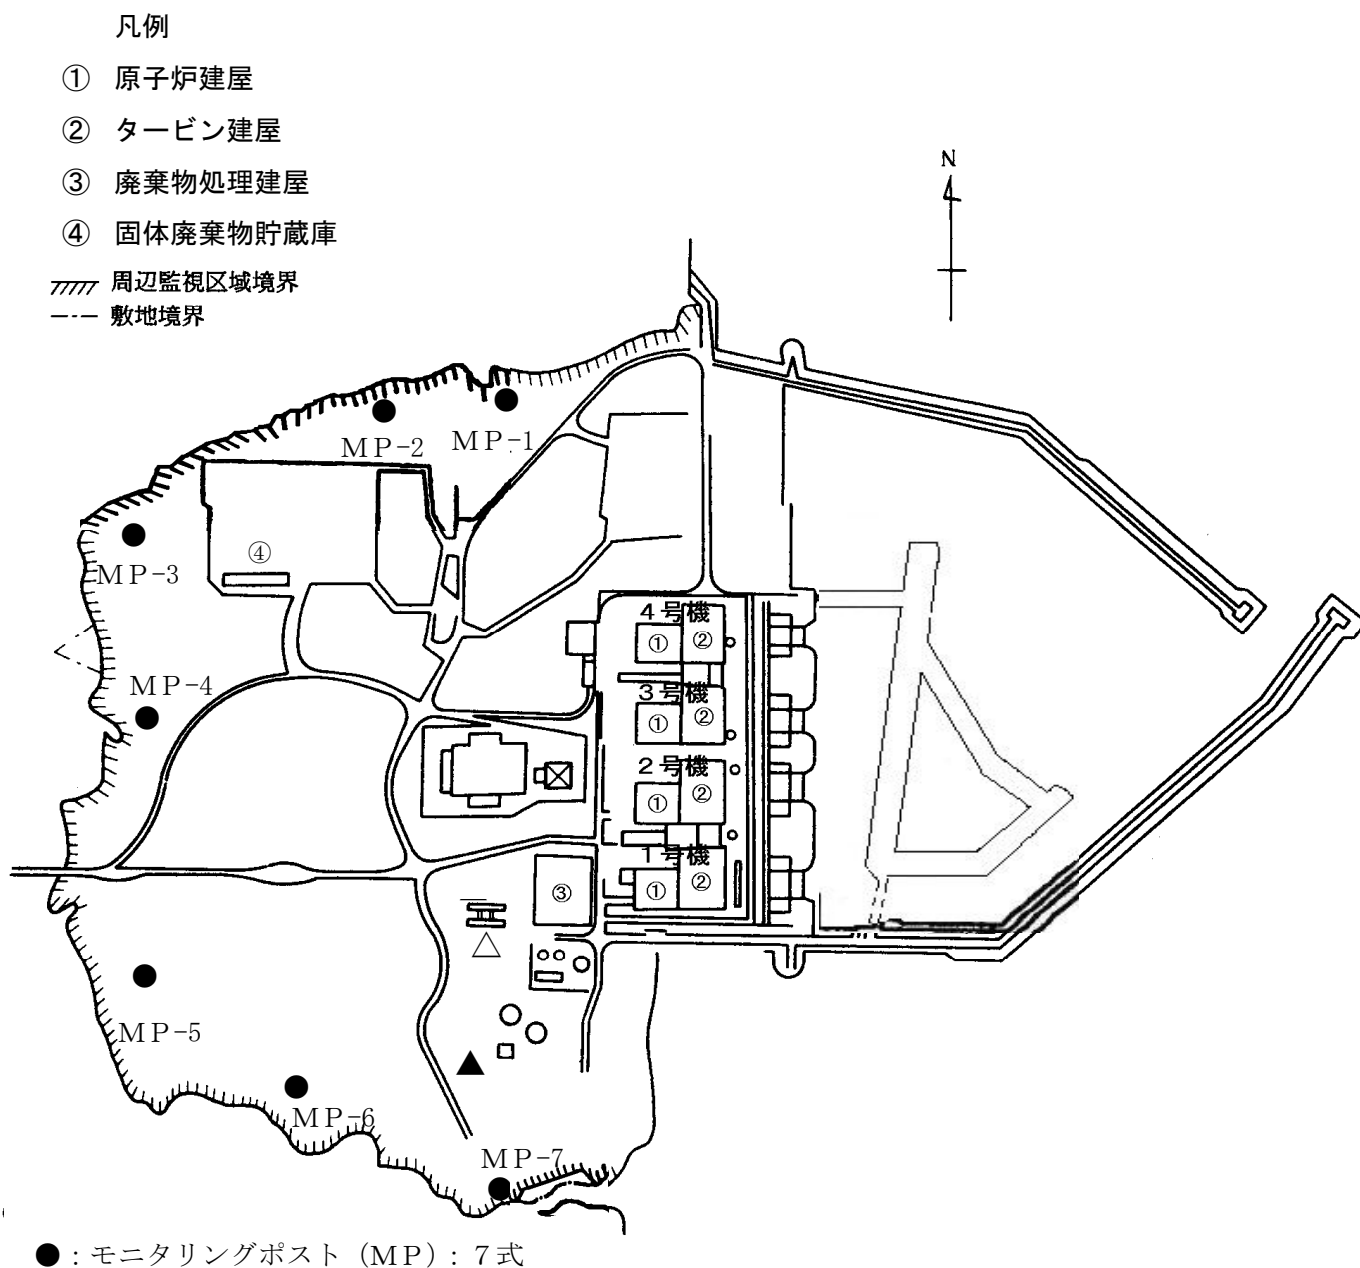 凡例
① 原子炉建屋
② タービン建屋
③ 廃棄物処理建屋
④ 固体廃棄物貯蔵庫
周辺監視区域境界
敷地境界
N
MP-2
MP-1
④
MP-3
4号機
① ②
MP-4
3号機
① ②
2号機
① ②
1号機
① ②
③
MP-5
MP-6
MP-7
●:モニタリングポスト(MP):7式